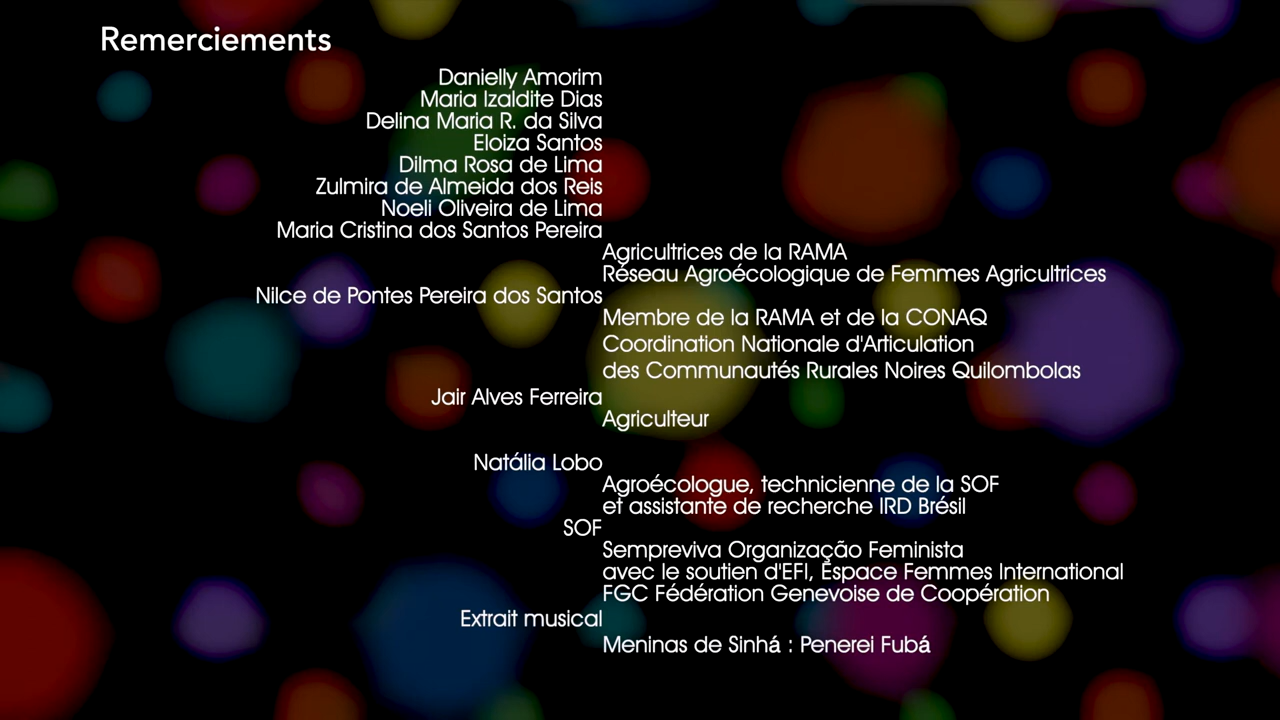 Remerciements
Danielly Amorim
Maria Izaldite Dias
Delina Maria R. da Silva
Eloiza Santos
Dilma Rosa de Lima
Zulmira de Almeida dos Reis
Noeli Oliveira de Lima
Maria Cristina dos Santos Pereira
Agricultrices de la RAMA
Réseau Agroécologique de Femmes Agricultrices
Nilce de Pontes Pereira dos Santos
Membre de la RAMA et de la CONAQ
Coordination Nationale d'Articulation
des Communautés Rurales Noires Quilombolas
Jair Alves Ferreira
Agriculteur
Natália Lobo
Agroécologue, technicienne de la SOF
et assistante de recherche IRD Brésil
SOF
Sempreviva Organização Feminista
avec le soutien d'EFI, Espace Femmes International
FGC Fédération Genevoise de Coopération
Extrait musical
Meninas de Sinhá : Penerei Fubá